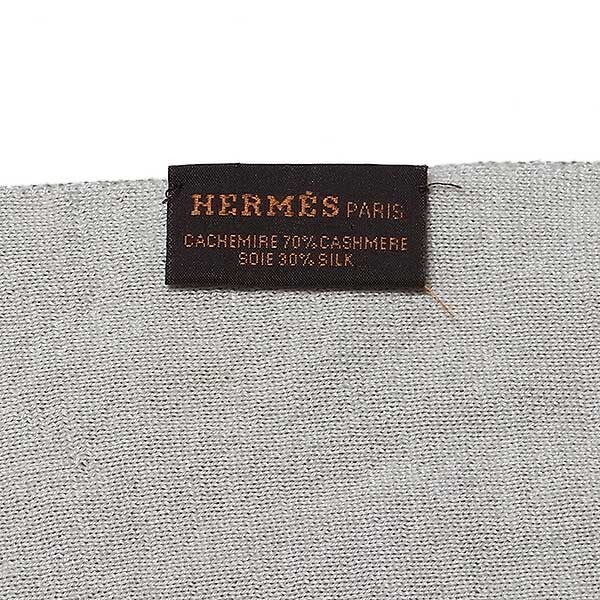 HERMÈS PARIS
CACHEMIRE 70% CASHMERE
SOIE 30% SILK